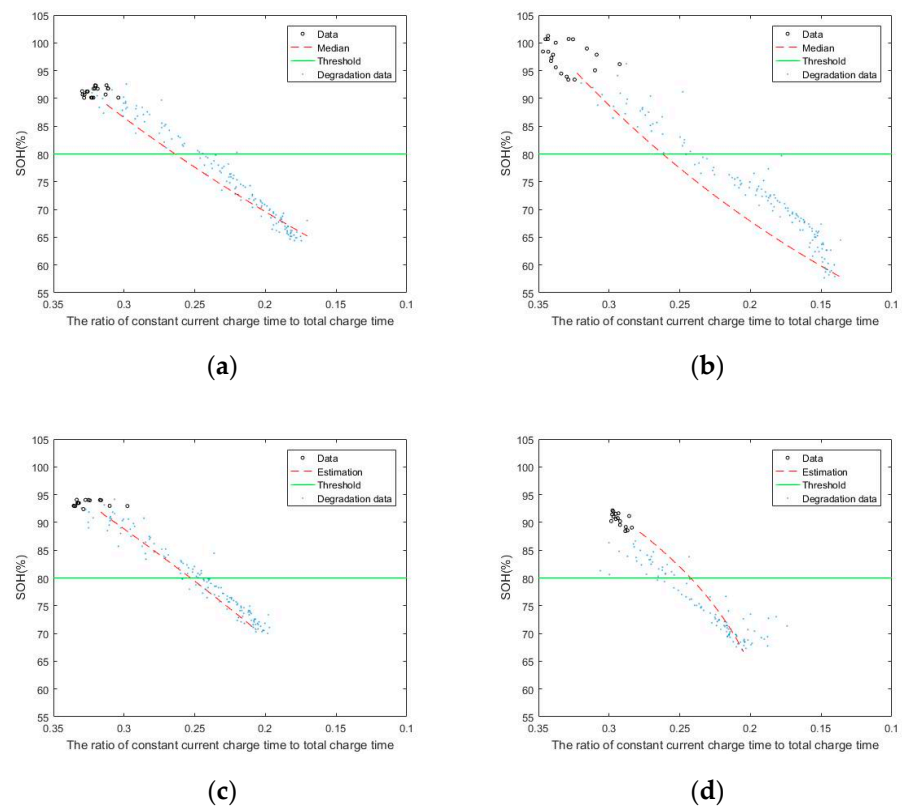 105
100
95
90
85
80
75
70
65
60
55
SOH(%)
Data
Median
Threshold
Degradation data
0.35 0.3 0.25 0.2 0.15 0.1
The ratio of constant current charge time to total charge time
(a)
105
100
95
90
85
80
75
70
65
60
55
SOH(%)
Data
Median
Threshold
Degradation data
0.35 0.3 0.25 0.2 0.15 0.1
The ratio of constant current charge time to total charge time
(b)
105
100
95
90
85
80
75
70
65
60
55
SOH(%)
Data
Estimation
Threshold
Degradation data
0.35 0.3 0.25 0.2 0.15 0.1
The ratio of constant current charge time to total charge time
(c)
105
100
95
90
85
80
75
70
65
60
55
SOH(%)
Data
Estimation
Threshold
Degradation data
0.35 0.3 0.25 0.2 0.15 0.1
The ratio of constant current charge time to total charge time
(d)